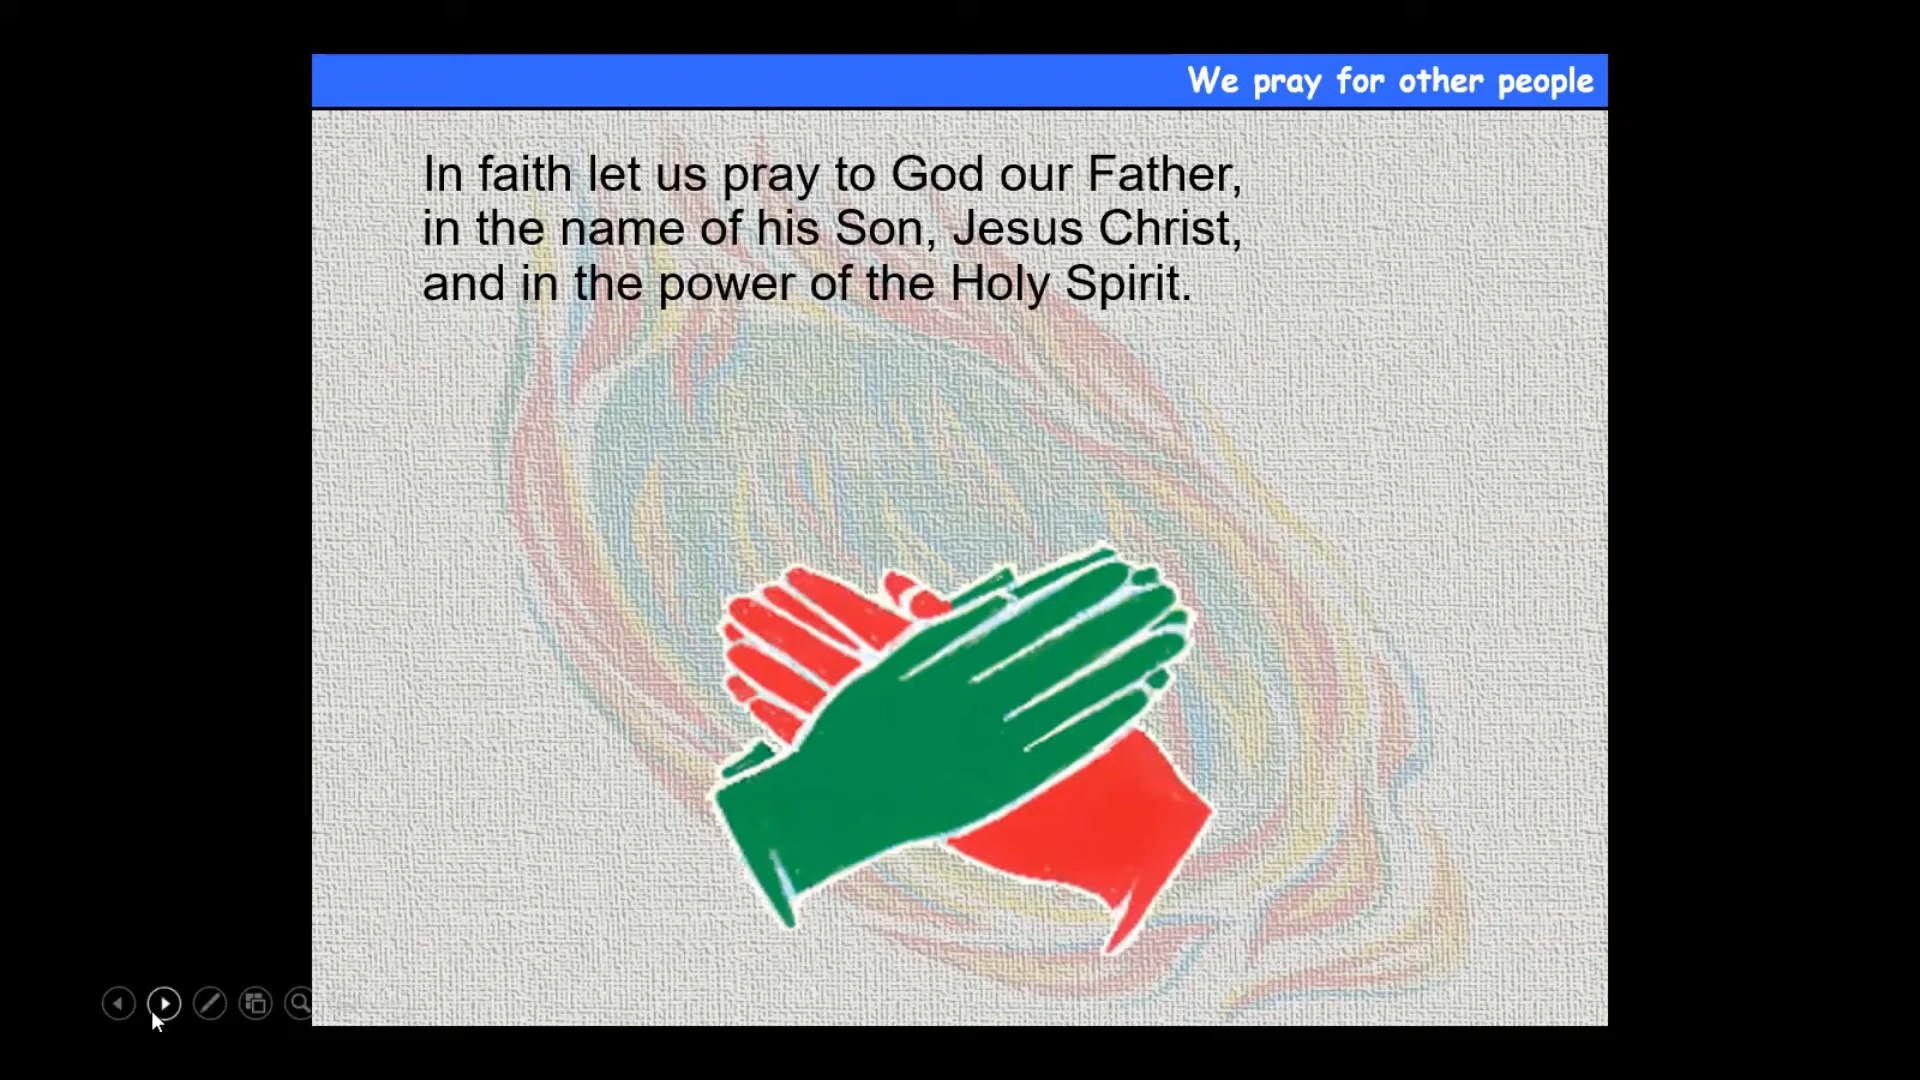 We pray for other people
In faith let us pray to God our Father,
in the name of his Son, Jesus Christ,
and in the power of the Holy Spirit.